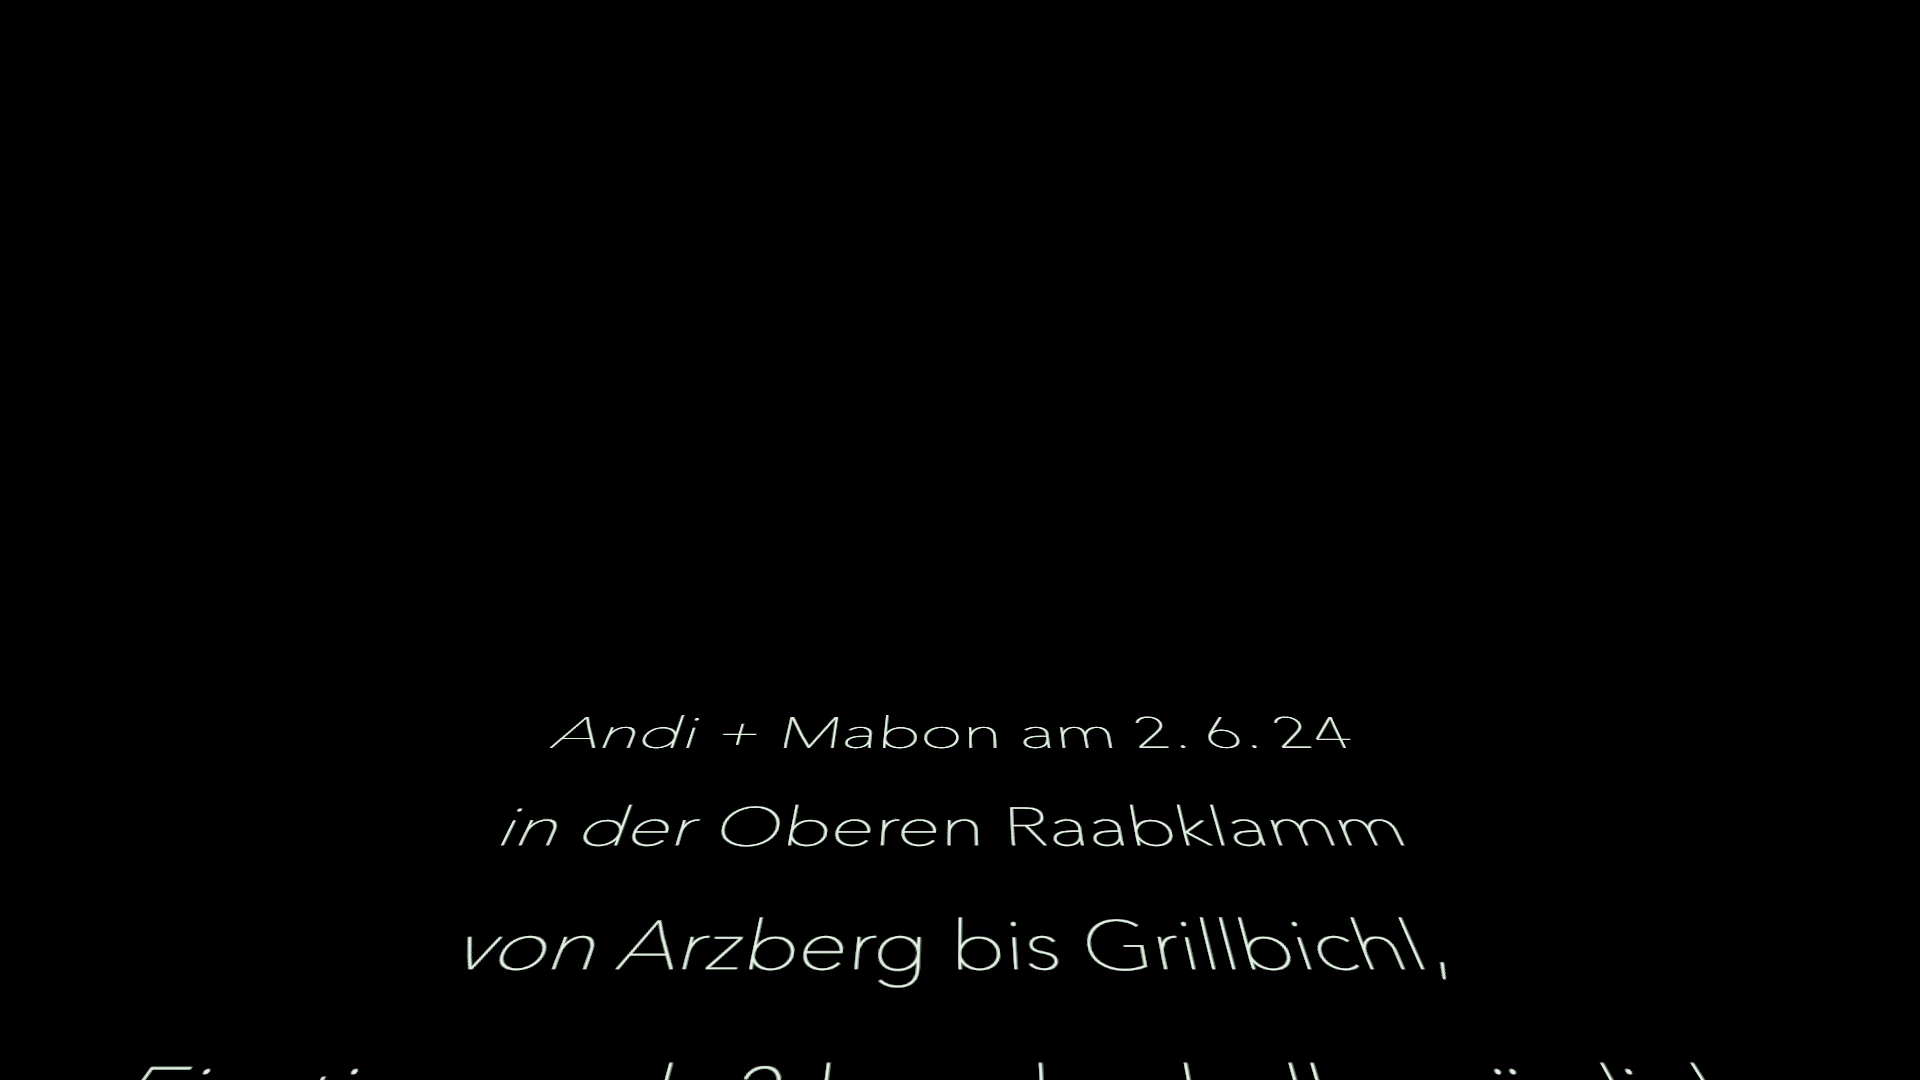 Andi + Mabon am 2.6.24
in der Oberen Raabklamm
von Arzberg bis Grillbichl,